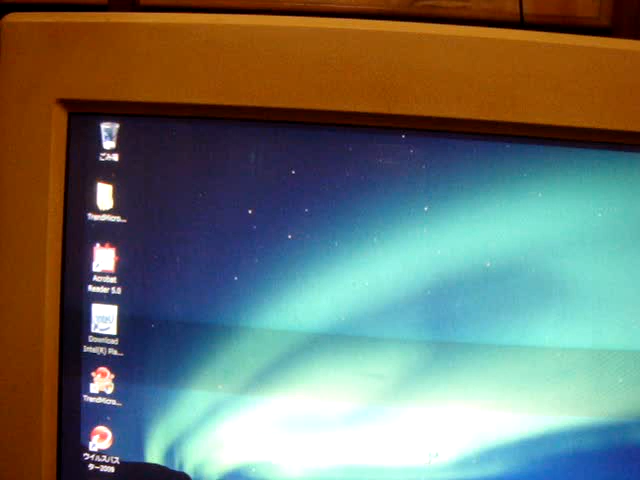 ごみ箱
TrendMicro...
Acrobat
Reader 5.0
intel
Download
Intel(R) Pla...
TrendMicro...
ウイルスバス
ター2009